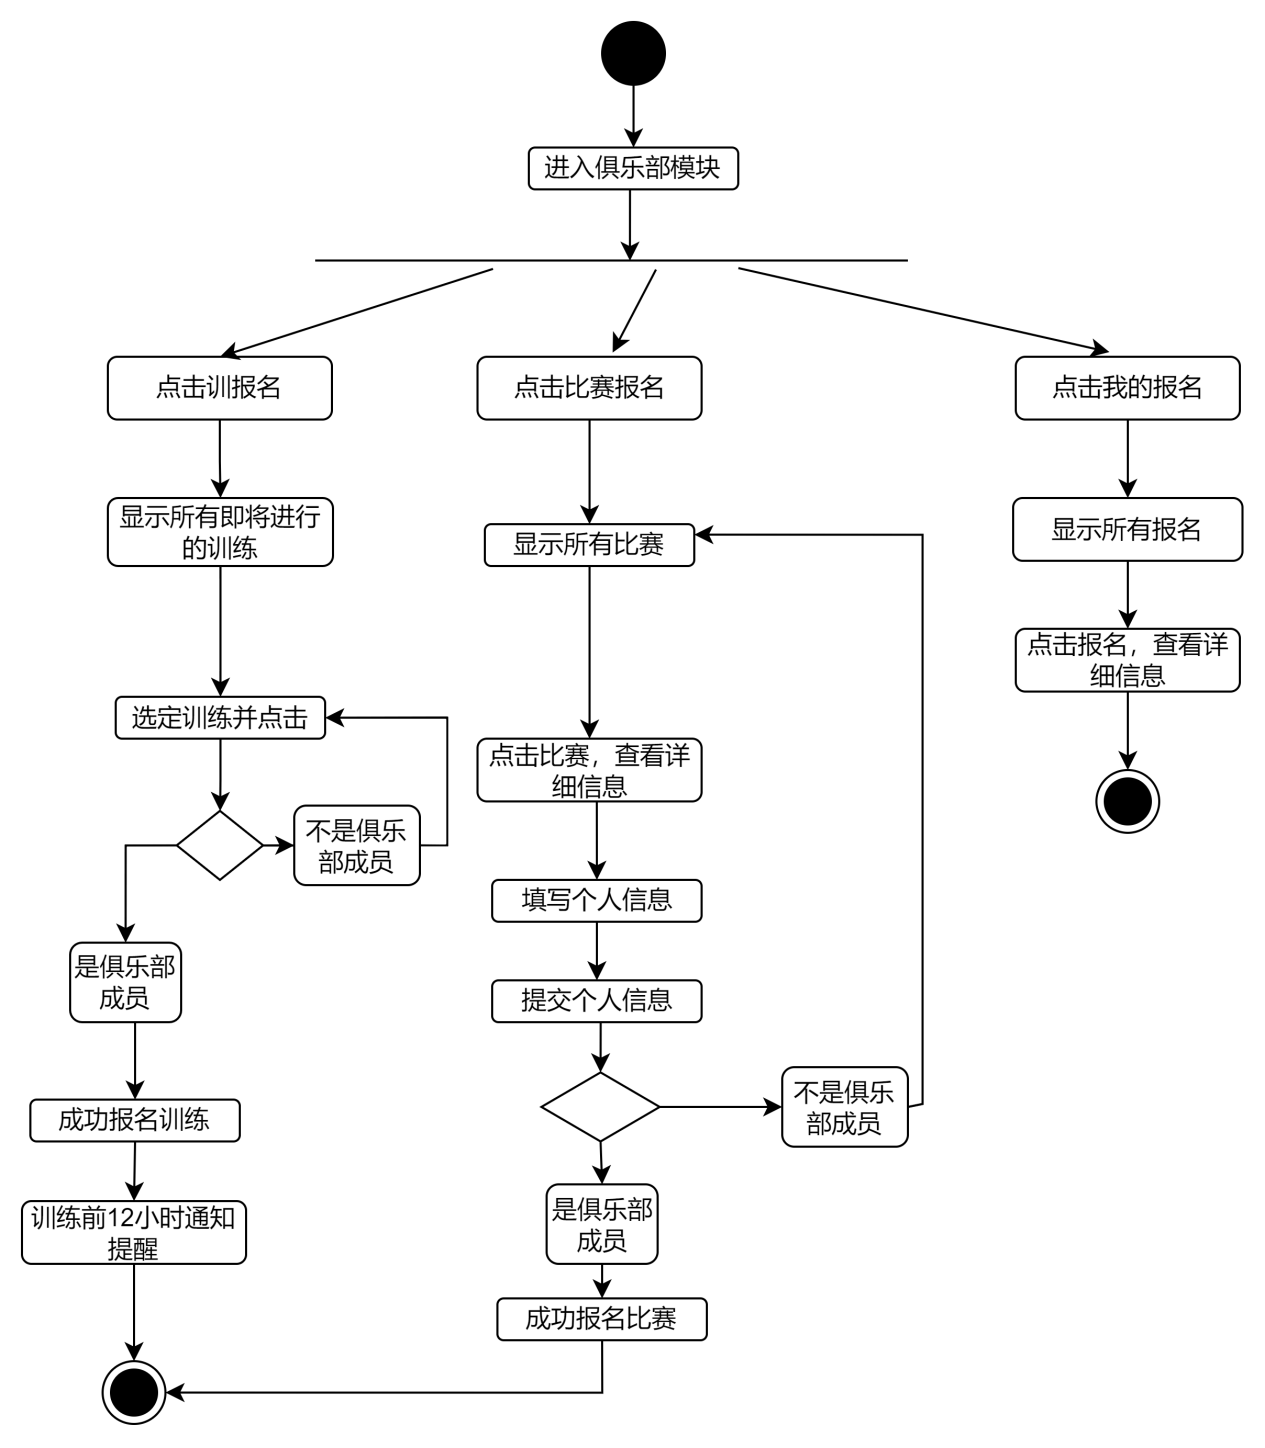 进入俱乐部模块
点击训报名
点击比赛报名
点击我的报名
显示所有即将进行
的训练
显示所有比赛
显示所有报名
点击报名，查看详
细信息
选定训练并点击
点击比赛，查看详
细信息
不是俱乐
部成员
填写个人信息
是俱乐部
成员
提交个人信息
不是俱乐
部成员
成功报名训练
是俱乐部
成员
训练前12小时通知
提醒
成功报名比赛